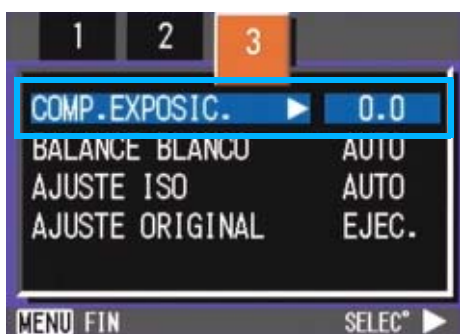 1 2 3
COMP.EXPOSIC. ▶ 0.0
BALANCE BLANCO AUTO
AJUSTE ISO AUTO
AJUSTE ORIGINAL EJEC.
MENU FIN SELEC° ▶